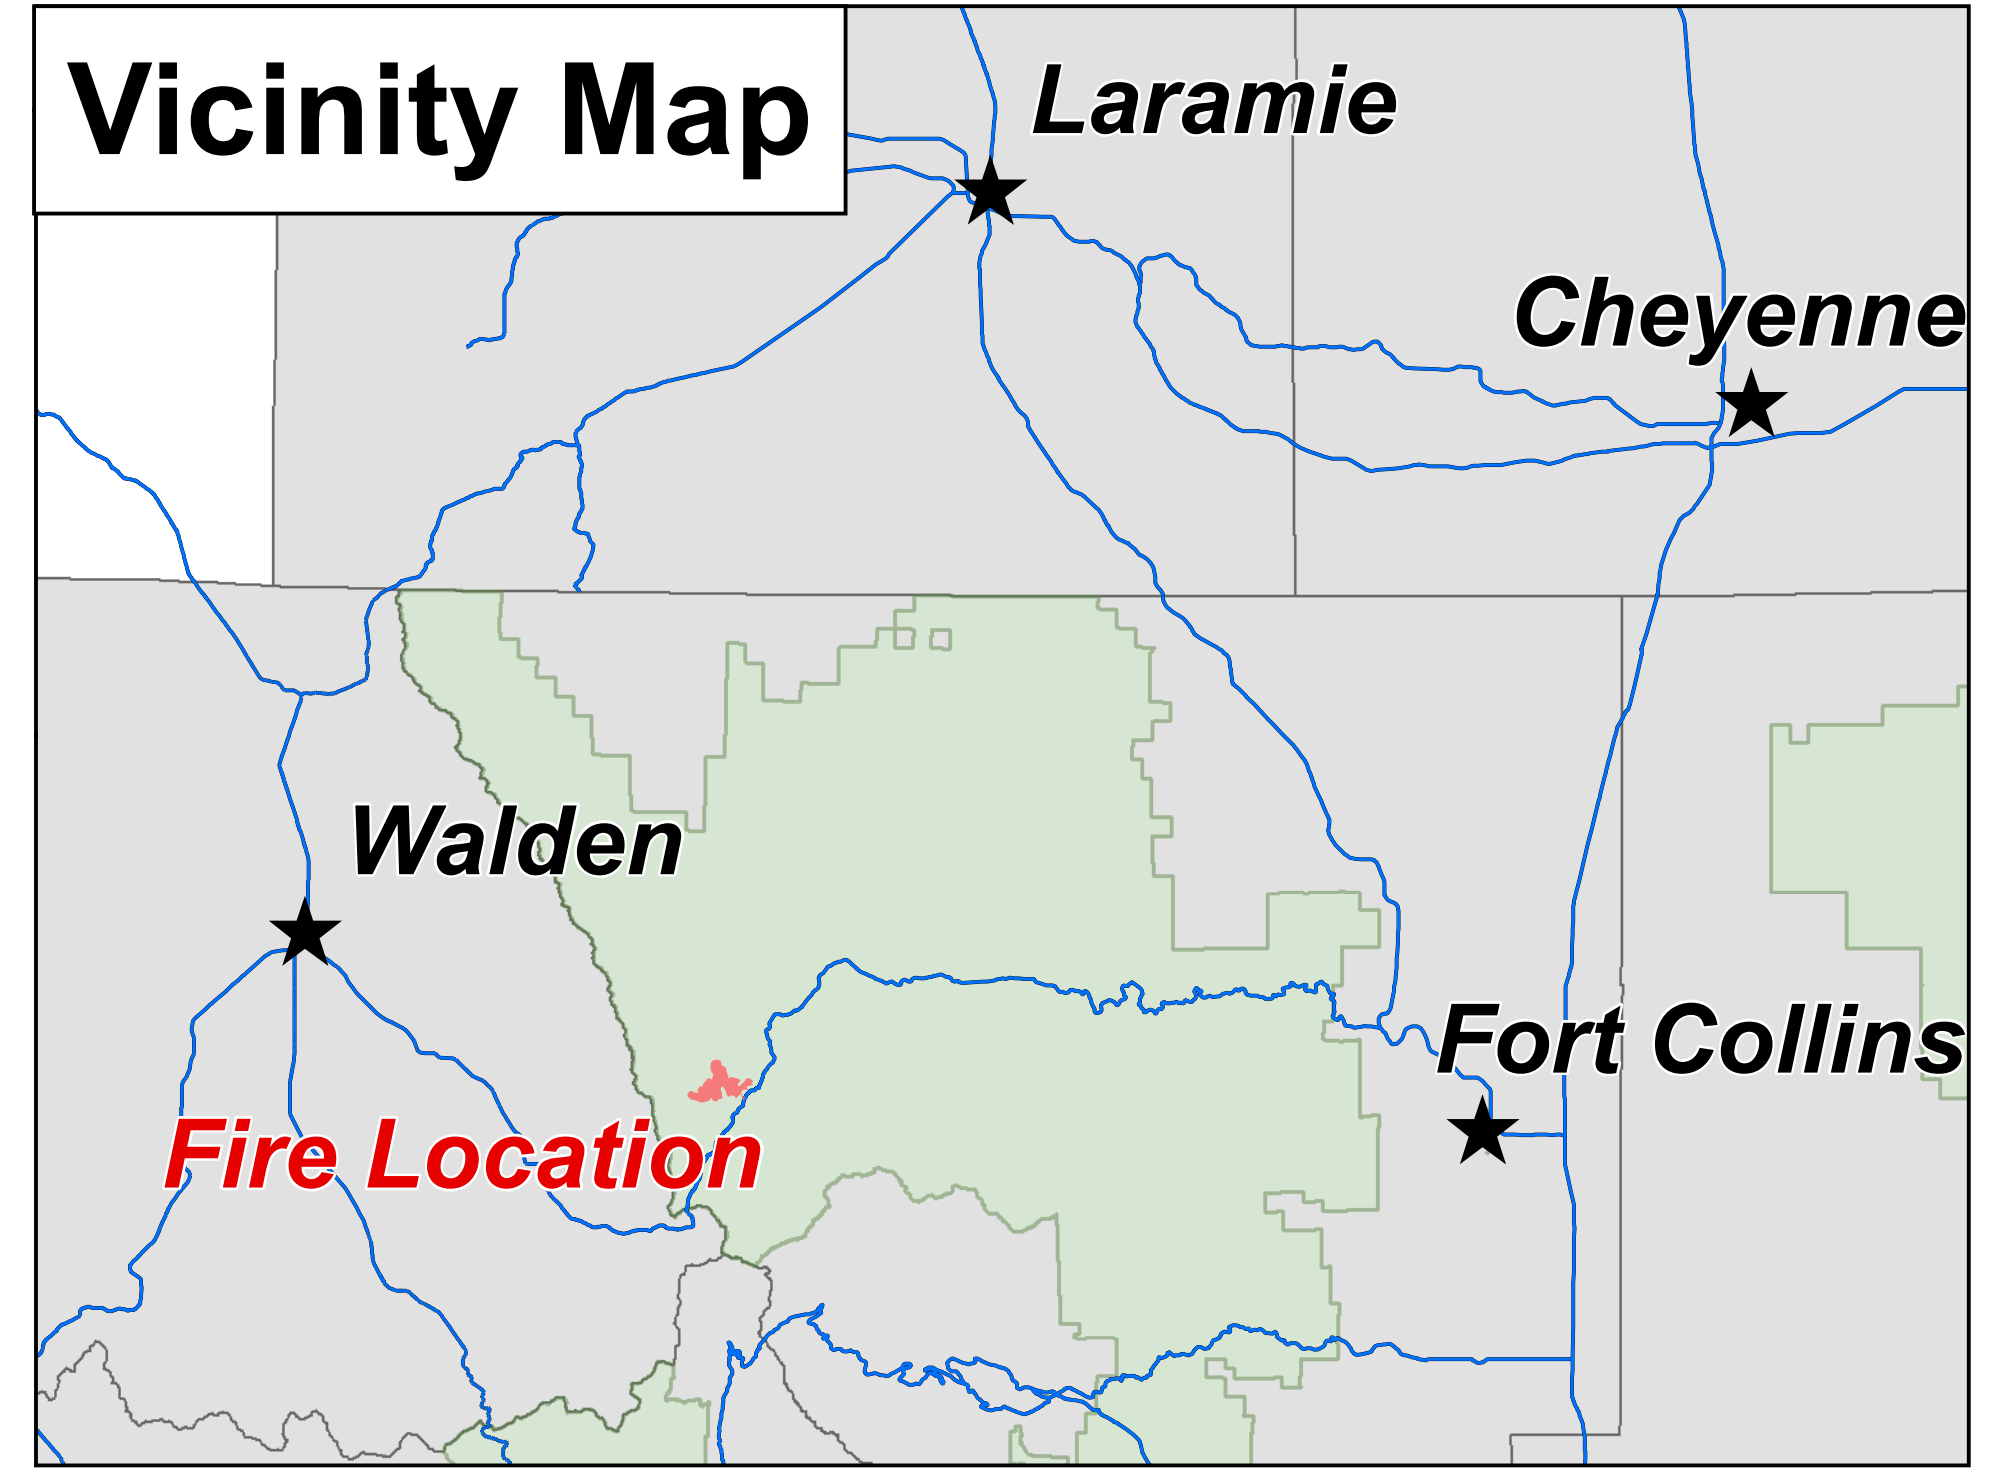 Vicinity Map
Laramie
Cheyenne
Walden
Fort Collins
Fire Location